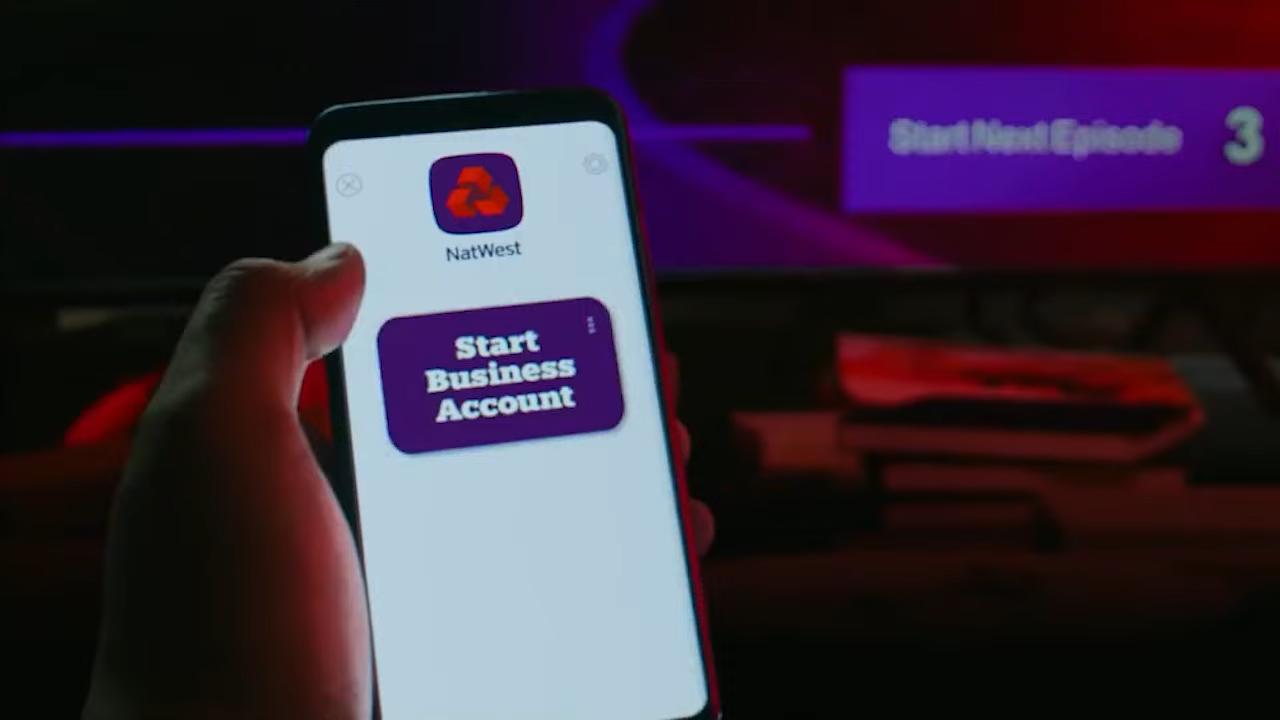 NatWest
Start
Business
Account
Start Next Episode 3